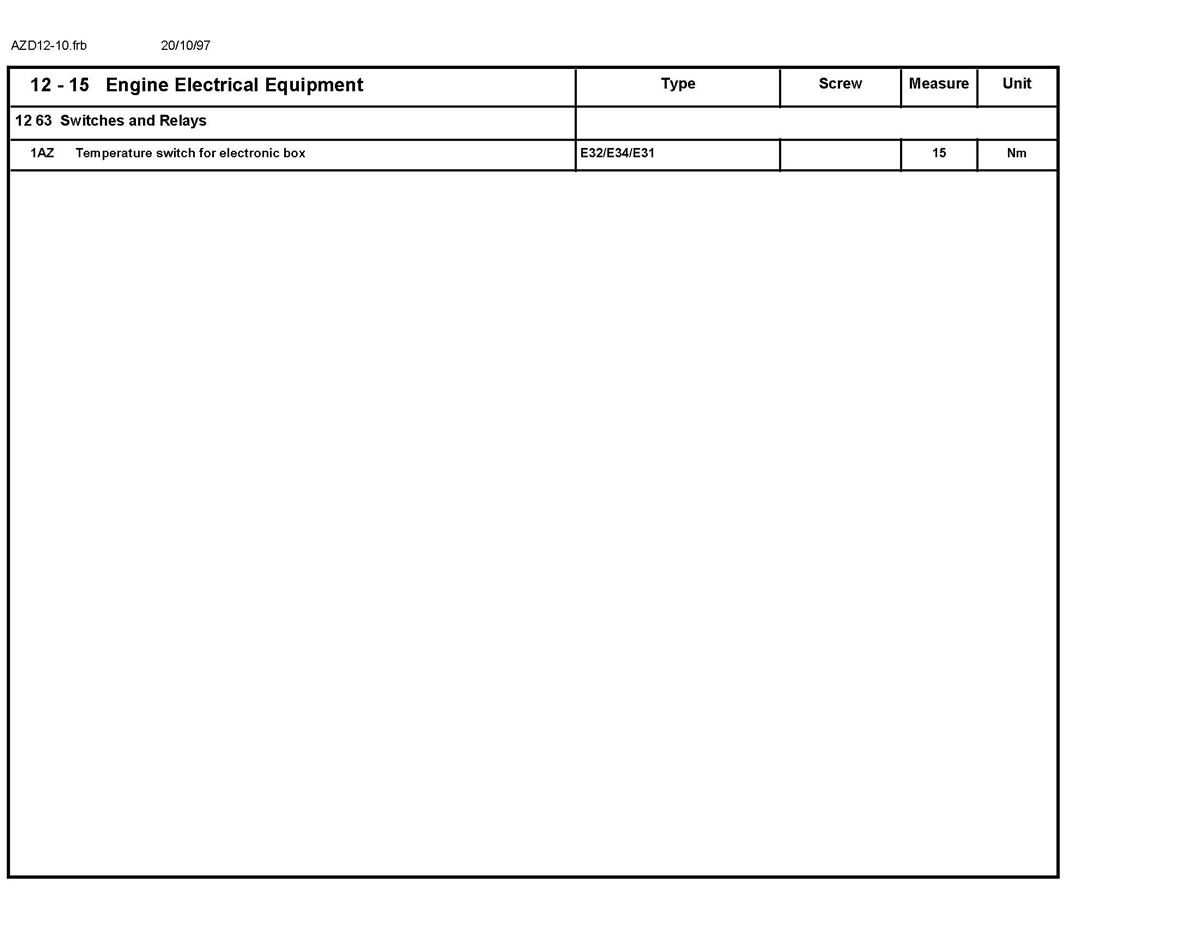 AZD12-10.frb 20/10/97
12 - 15 Engine Electrical Equipment Type Screw Measure Unit
12 63 Switches and Relays
1AZ Temperature switch for electronic box E32/E34/E31 15 Nm